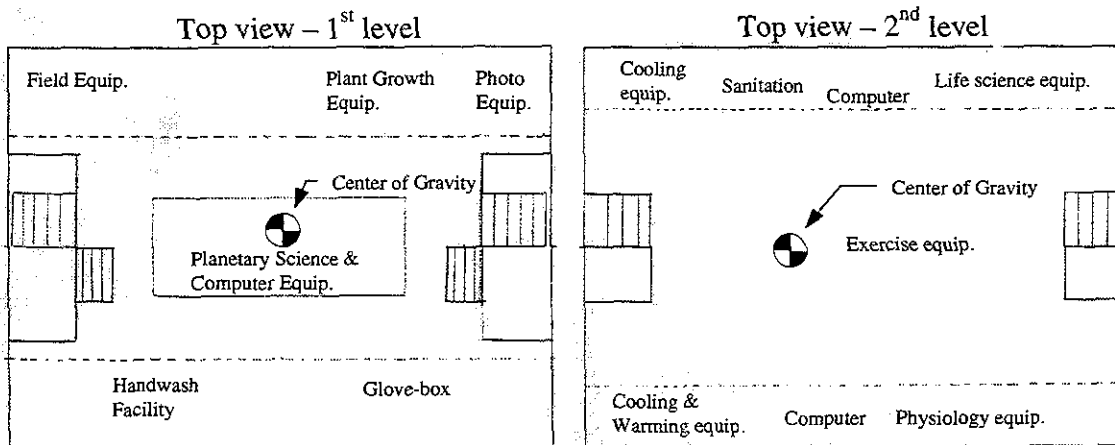 Top view – 1st level
Field Equip.
Plant Growth
Equip.
Photo
Equip.
Center of Gravity
Planetary Science &
Computer Equip.
Handwash
Facility
Glove-box
Top view – 2nd level
Cooling
equip.
Sanitation
Computer
Life science equip.
Center of Gravity
Exercise equip.
Cooling &
Warming equip.
Computer
Physiology equip.